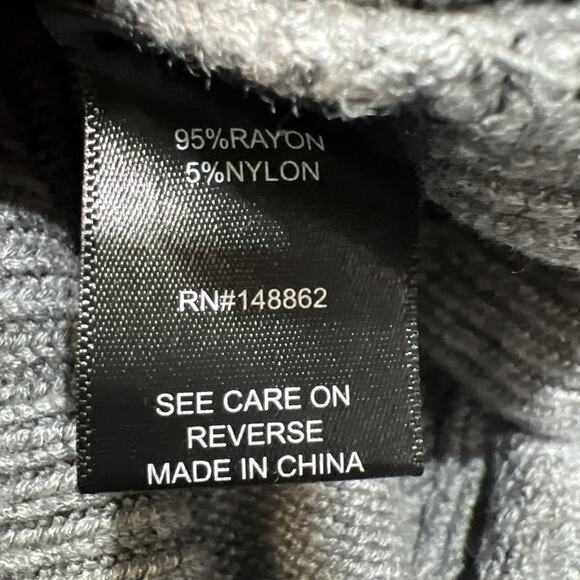 95%RAYON
5%NYLON
RN#148862
SEE CARE ON
REVERSE
MADE IN CHINA